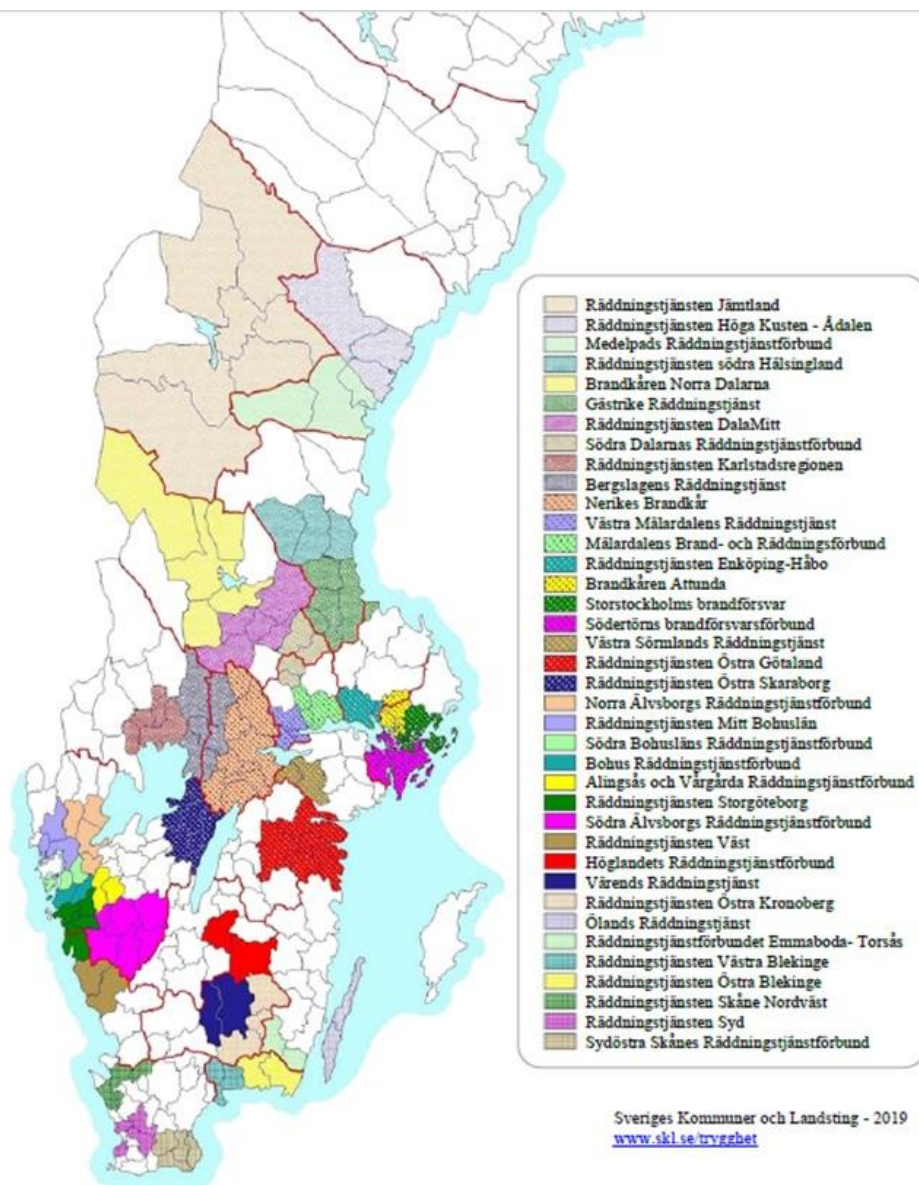 Räddningstjänsten Jämtland
Räddningstjänsten Höga Kusten - Ådalen
Medelpads Räddningstjänstförbund
Räddningstjänsten södra Hälsingland
Brandkåren Norra Dalarna
Gästrike Räddningstjänst
Räddningstjänsten DalaMitt
Södra Dalarnas Räddningstjänstförbund
Räddningstjänsten Karlstadsregionen
Bergslagens Räddningstjänst
Nerikes Brandkår
Västra Mälardalens Räddningstjänst
Mälardalens Brand- och Räddningsförbund
Räddningstjänsten Enköping-Håbo
Brandkåren Attunda
Storstockholms brandförsvar
Södertörns brandförsvarsförbund
Västra Sörmlands Räddningstjänst
Räddningstjänsten Östra Götaland
Räddningstjänsten Östra Skaraborg
Norra Älvsborgs Räddningstjänstförbund
Räddningstjänsten Mitt Bohuslän
Södra Bohusläns Räddningstjänstförbund
Bohus Räddningstjänstförbund
Alingsås och Vårgårda Räddningstjänstförbund
Räddningstjänsten Storgöteborg
Södra Älvsborgs Räddningstjänstförbund
Räddningstjänsten Väst
Höglandets Räddningstjänstförbund
Värends Räddningstjänst
Räddningstjänsten Östra Kronoberg
Ölands Räddningstjänst
Räddningstjänstförbundet Emmaboda- Torsås
Räddningstjänsten Västra Blekinge
Räddningstjänsten Östra Blekinge
Räddningstjänsten Skåne Nordväst
Räddningstjänsten Syd
Sydöstra Skånes Räddningstjänstförbund
Sveriges Kommuner och Landsting - 2019
www.skl.se/trygghet